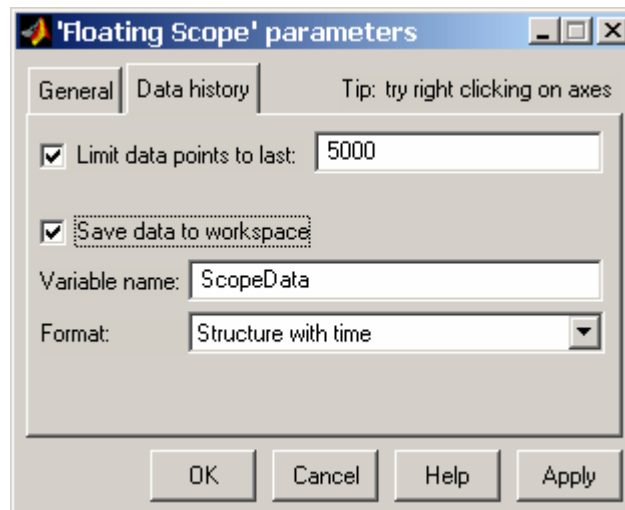 'Floating Scope' parameters
General Data history Tip: try right clicking on axes
Limit data points to last: 5000
Save data to workspace
Variable name: ScopeData
Format: Structure with time
OK Cancel Help Apply